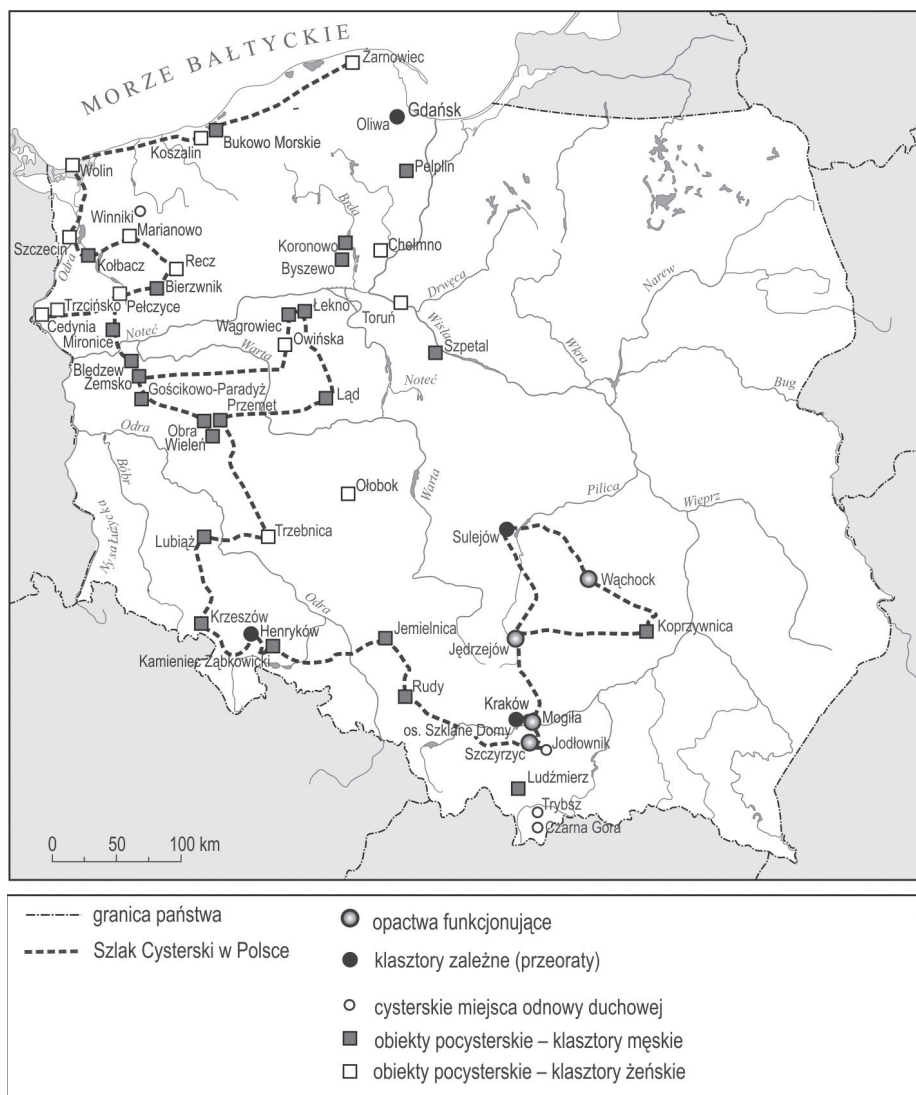 MORZE BAŁTYCKIE
Żarnowiec
Gdańsk
Oliwa
Bukowo Morskie
Koszalin
Wolin
Pelplin
Winniki
Marianowo
Szczecin
Odra
Kołbacz
Recz
Bierzwnik
Pełczyce
Brda
Koronowo
Byszewo
Chełmno
Drwęca
Narew
Trzcińsko
Cedynia
Mironice
Noteć
Łekno
Wągrowiec
Owińska
Toruń
Wisła
Szpetal
Wkra
Bug
Bledzew
Zemsko
Warta
Gościkowo-Paradyż
Przemet
Ląd
Noteć
Obra
Wieleń
Odra
Bóbr
Nysa Łużycka
Ołobok
Warta
Pilica
Wieprz
Lubiąż
Trzebnica
Sulejów
Wąchock
Krzeszów
Henryków
Odra
Jemielnica
Kamieniec Ząbkowicki
Jędrzejów
Koprzywnica
Rudy
Kraków
Mogiła
os. Szklane Domy
Szczyrzyc
Jodłownik
Ludźmierz
Trybsz
Czarna Góra
0 50 100 km
granica państwa
Szlak Cysterski w Polsce
opactwa funkcjonujące
klasztory zależne (przeoraty)
cysterskie miejsca odnowy duchowej
obiekty pocysterskie – klasztory męskie
obiekty pocysterskie – klasztory żeńskie